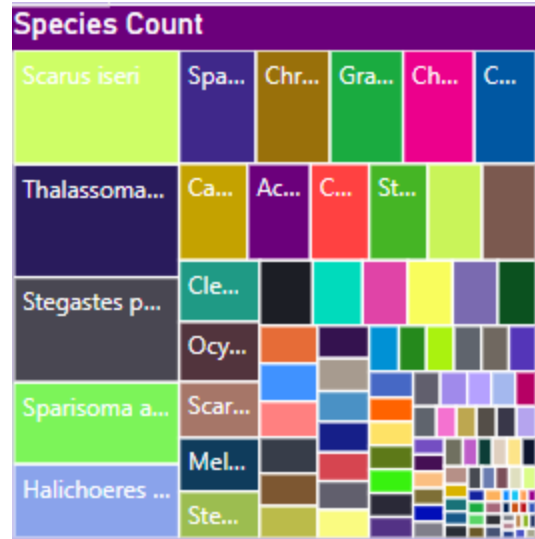 Species Count
Scarus iseri
Spa...
Chr...
Gra...
Ch...
C...
Thalassoma...
Ca...
Ac...
C...
St...
Stegastes p...
Cle...
Ocy...
Sparisoma a...
Scar...
Halichoeres ...
Mel...
Ste...